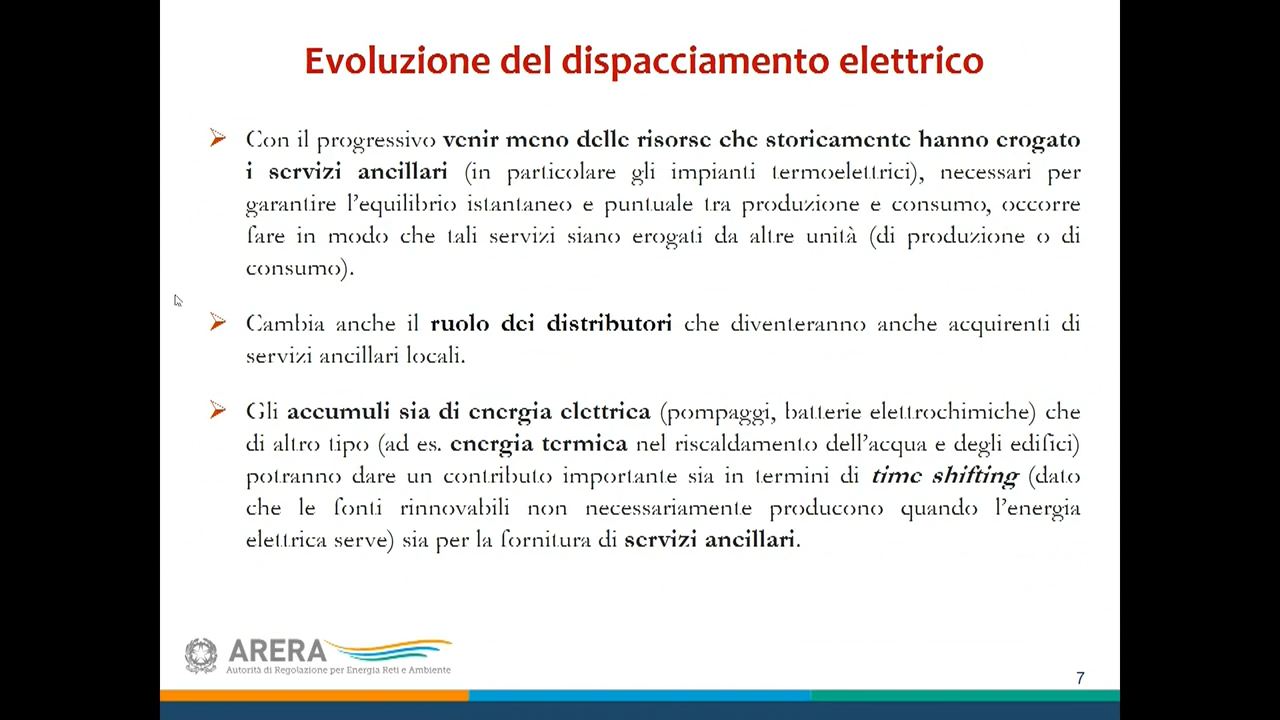 Evoluzione del dispacciamento elettrico
Con il progressivo venir meno delle risorse che storicamente hanno erogato
i servizi ancillari (in particolare gli impianti termoelettrici), necessari per
garantire l'equilibrio istantaneo e puntuale tra produzione e consumo, occorre
fare in modo che tali servizi siano erogati da altre unità (di produzione o di
consumo).
Cambia anche il ruolo dei distributori che diventeranno anche acquirenti di
servizi ancillari locali.
Gli accumuli sia di energia elettrica (pompaggi, batterie elettrochimiche) che
di altro tipo (ad es. energia termica nel riscaldamento dell'acqua e degli edifici)
potranno dare un contributo importante sia in termini di time shifting (dato
che le fonti rinnovabili non necessariamente producono quando l'energia
elettrica serve) sia per la fornitura di servizi ancillari.
ARERA
Autorità di Regolazione per Energia Reti e Ambiente
7